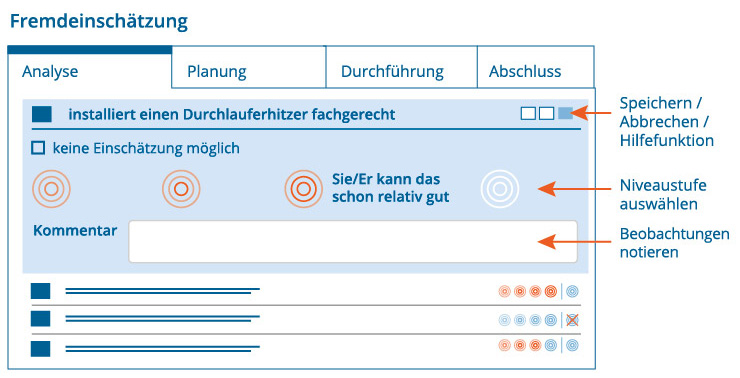 Fremdeinschätzung
Analyse
Planung
Durchführung
Abschluss
installiert einen Durchlauferhitzer fachgerecht
Speichern /
Abbrechen /
Hilfefunktion
keine Einschätzung möglich
Sie/Er kann das
schon relativ gut
Niveaustufe
auswählen
Kommentar
Beobachtungen
notieren